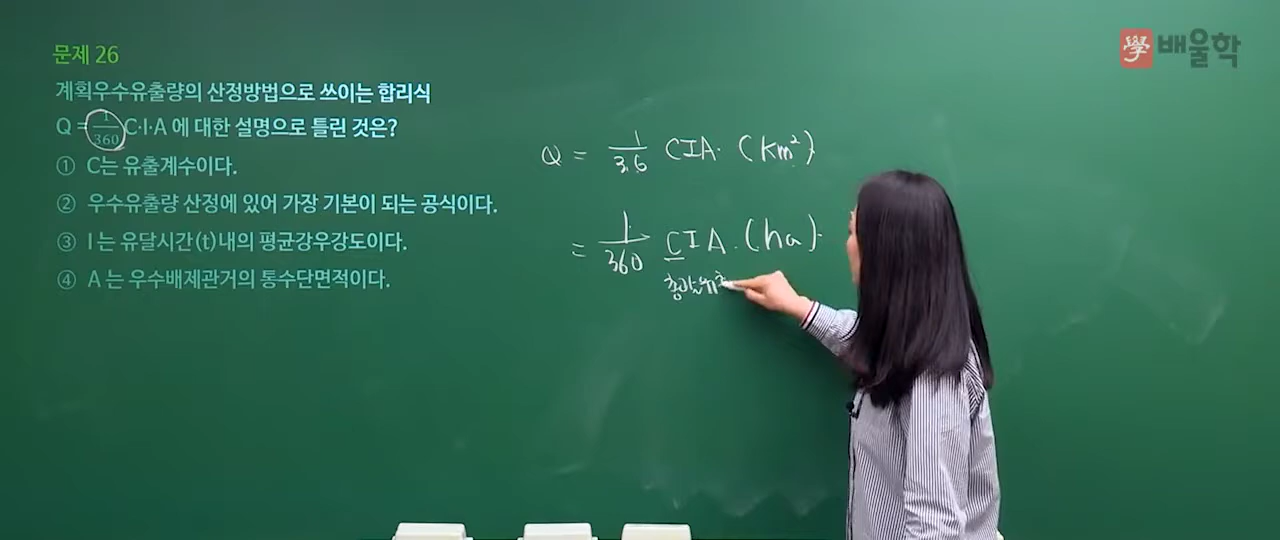 學 배울학
문제 26
계획우수유출량의 산정방법으로 쓰이는 합리식
Q = 1/360 C·I·A 에 대한 설명으로 틀린 것은?
① C는 유출계수이다.
② 우수유출량 산정에 있어 가장 기본이 되는 공식이다.
③ I 는 유달시간(t)내의 평균강우강도이다.
④ A 는 우수배제관거의 통수단면적이다.
Q = 1/3.6 CIA. (km²)
= 1/360 CIA. (ha).